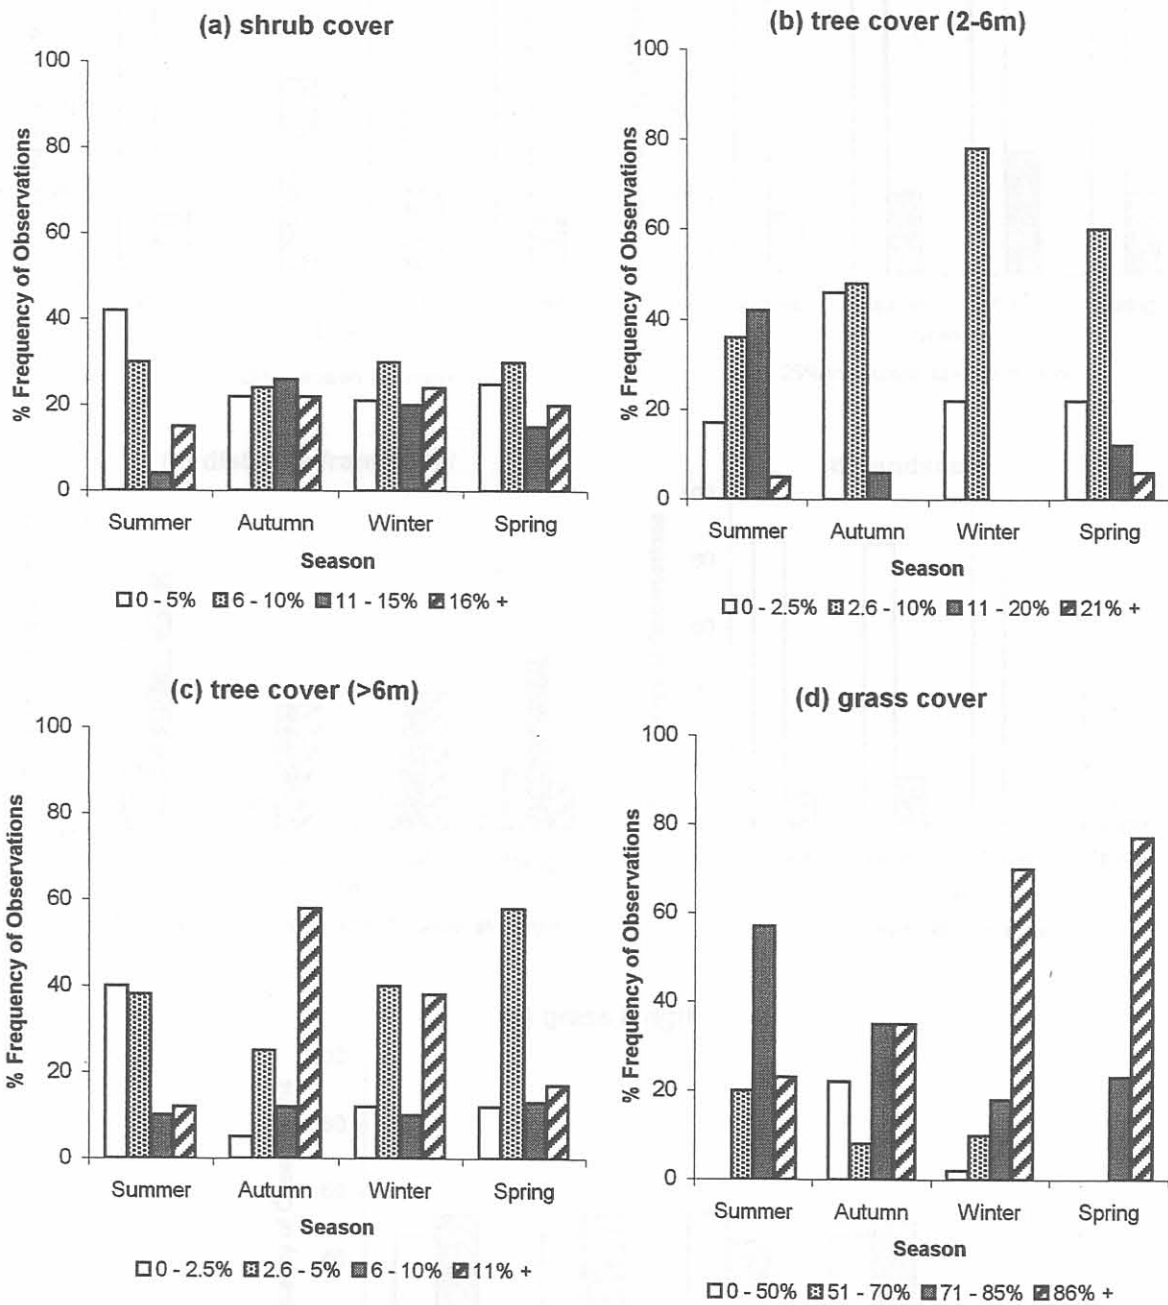 (a) shrub cover
% Frequency of Observations
100
80
60
40
20
0
Summer Autumn Winter Spring
Season
0 - 5% 6 - 10% 11 - 15% 16% +
(b) tree cover (2-6m)
% Frequency of Observations
100
80
60
40
20
0
Summer Autumn Winter Spring
Season
0 - 2.5% 2.6 - 10% 11 - 20% 21% +
(c) tree cover (>6m)
% Frequency of Observations
100
80
60
40
20
0
Summer Autumn Winter Spring
Season
0 - 2.5% 2.6 - 5% 6 - 10% 11% +
(d) grass cover
% Frequency of Observations
100
80
60
40
20
0
Summer Autumn Winter Spring
Season
0 - 50% 51 - 70% 71 - 85% 86% +